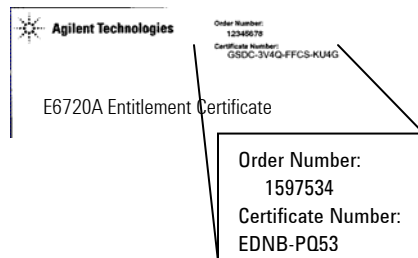 Agilent Technologies
Order Number:
12345678
Certificate Number:
GSDC-3V4Q-FFCS-KU4G
E6720A Entitlement Certificate
Order Number:
1597534
Certificate Number:
EDNB-PQ53